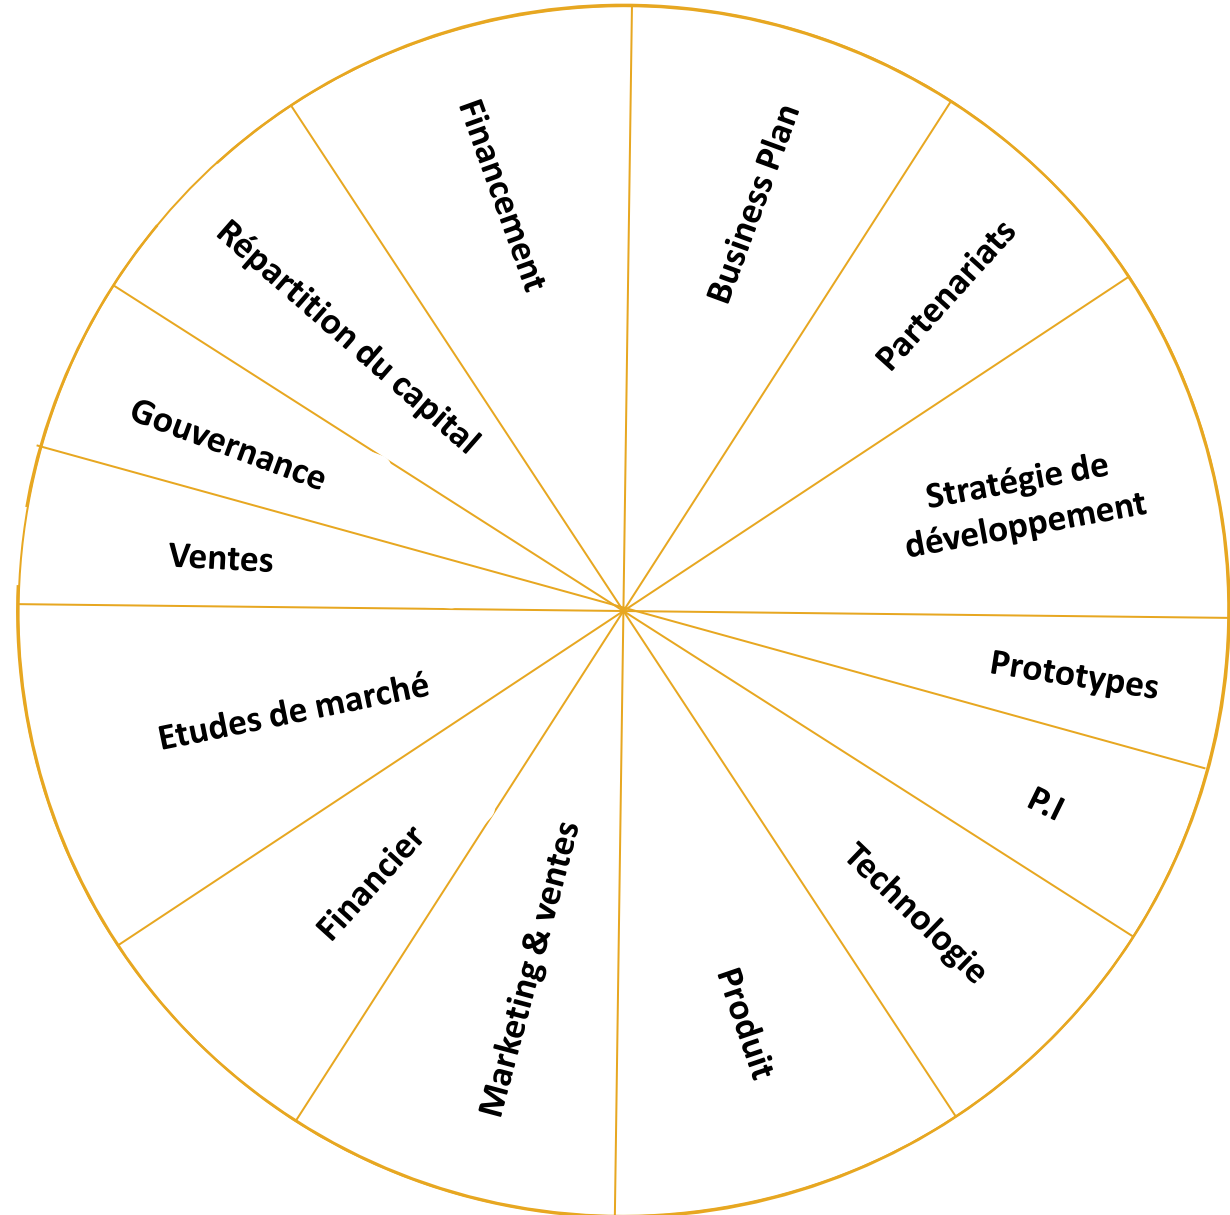 Financement
Business Plan
Partenariats
Répartition du capital
Stratégie de
développement
Gouvernance
Ventes
Prototypes
Etudes de marché
P.I
Technologie
Financier
Marketing & ventes
Produit